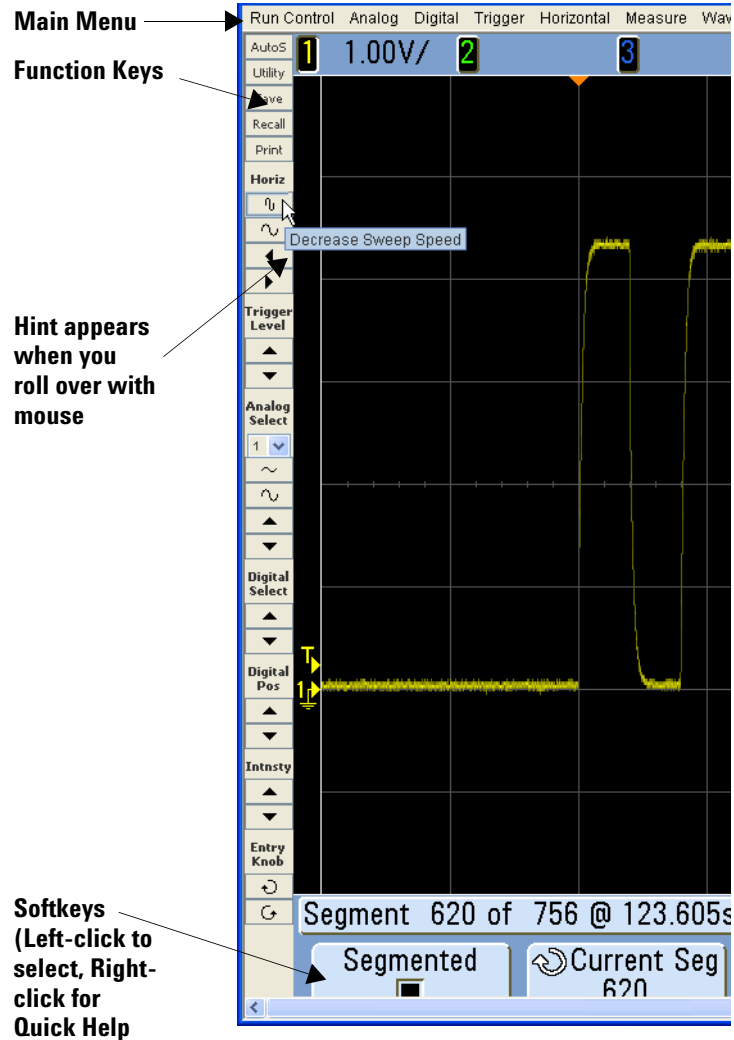 Main Menu
Run Control Analog Digital Trigger Horizontal Measure
Function Keys
AutoS
1 1.00V/ 2 3
Utility
Recall
Print
Horiz
Decrease Sweep Speed
Hint appears
when you
roll over with
mouse
Trigger
Level
Analog
Select
1
Digital
Select
T
Digital
Pos
1
Intnsty
Entry
Knob
Softkeys
(Left-click to
select, Right-
click for
Quick Help
Segment 620 of 756 @ 123.605s
Segmented
Current Seg
620